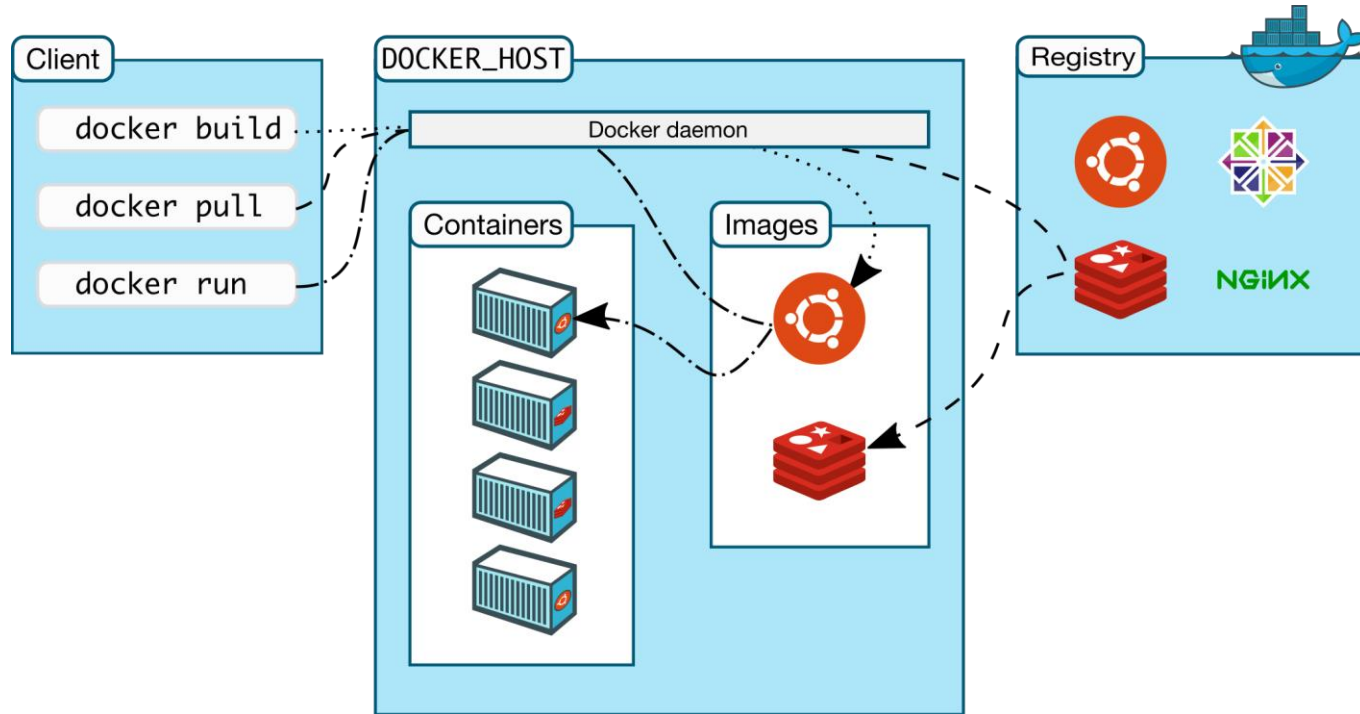 Client
docker build
docker pull
docker run
DOCKER_HOST
Docker daemon
Containers
Images
Registry
NGINX